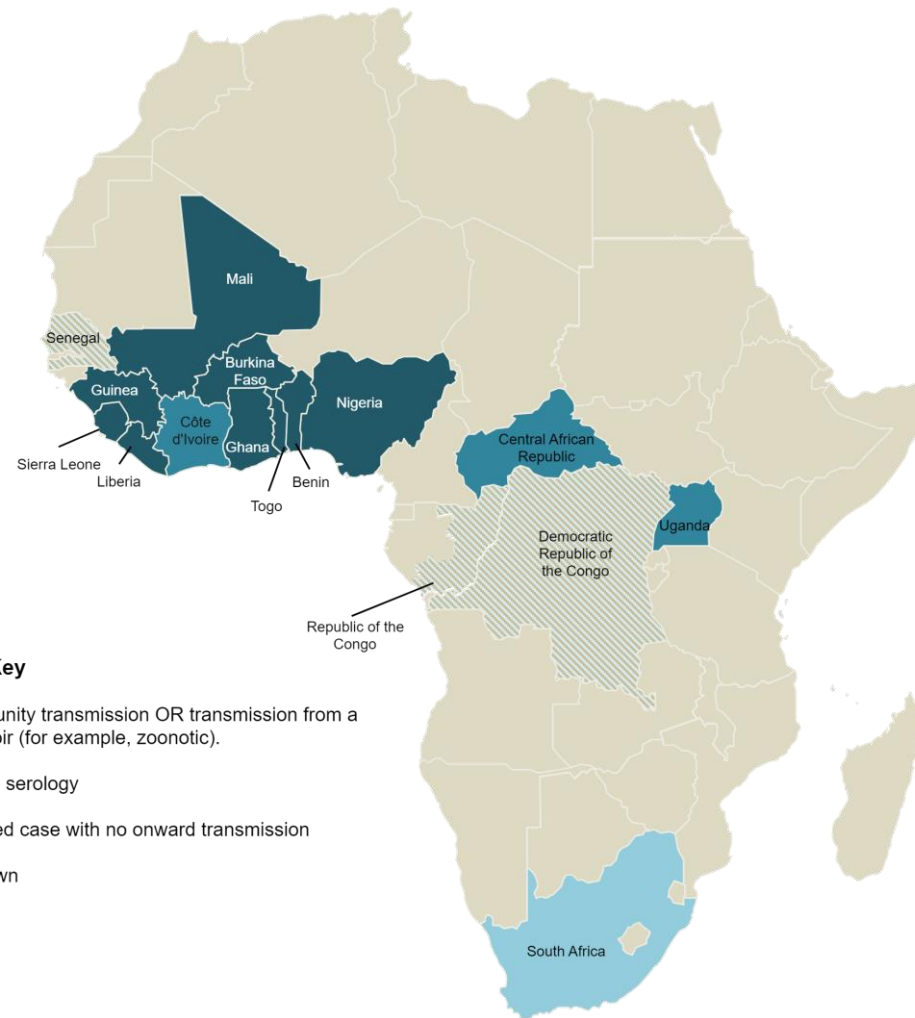 Mali
Senegal
Burkina
Faso
Guinea
Nigeria
Côte
d'Ivoire
Ghana
Sierra Leone
Liberia
Benin
Togo
Central African
Republic
Uganda
Democratic
Republic of
the Congo
Republic of the
Congo
ey
unity transmission OR transmission from a
ir (for example, zoonotic).
serology
ed case with no onward transmission
wn
South Africa